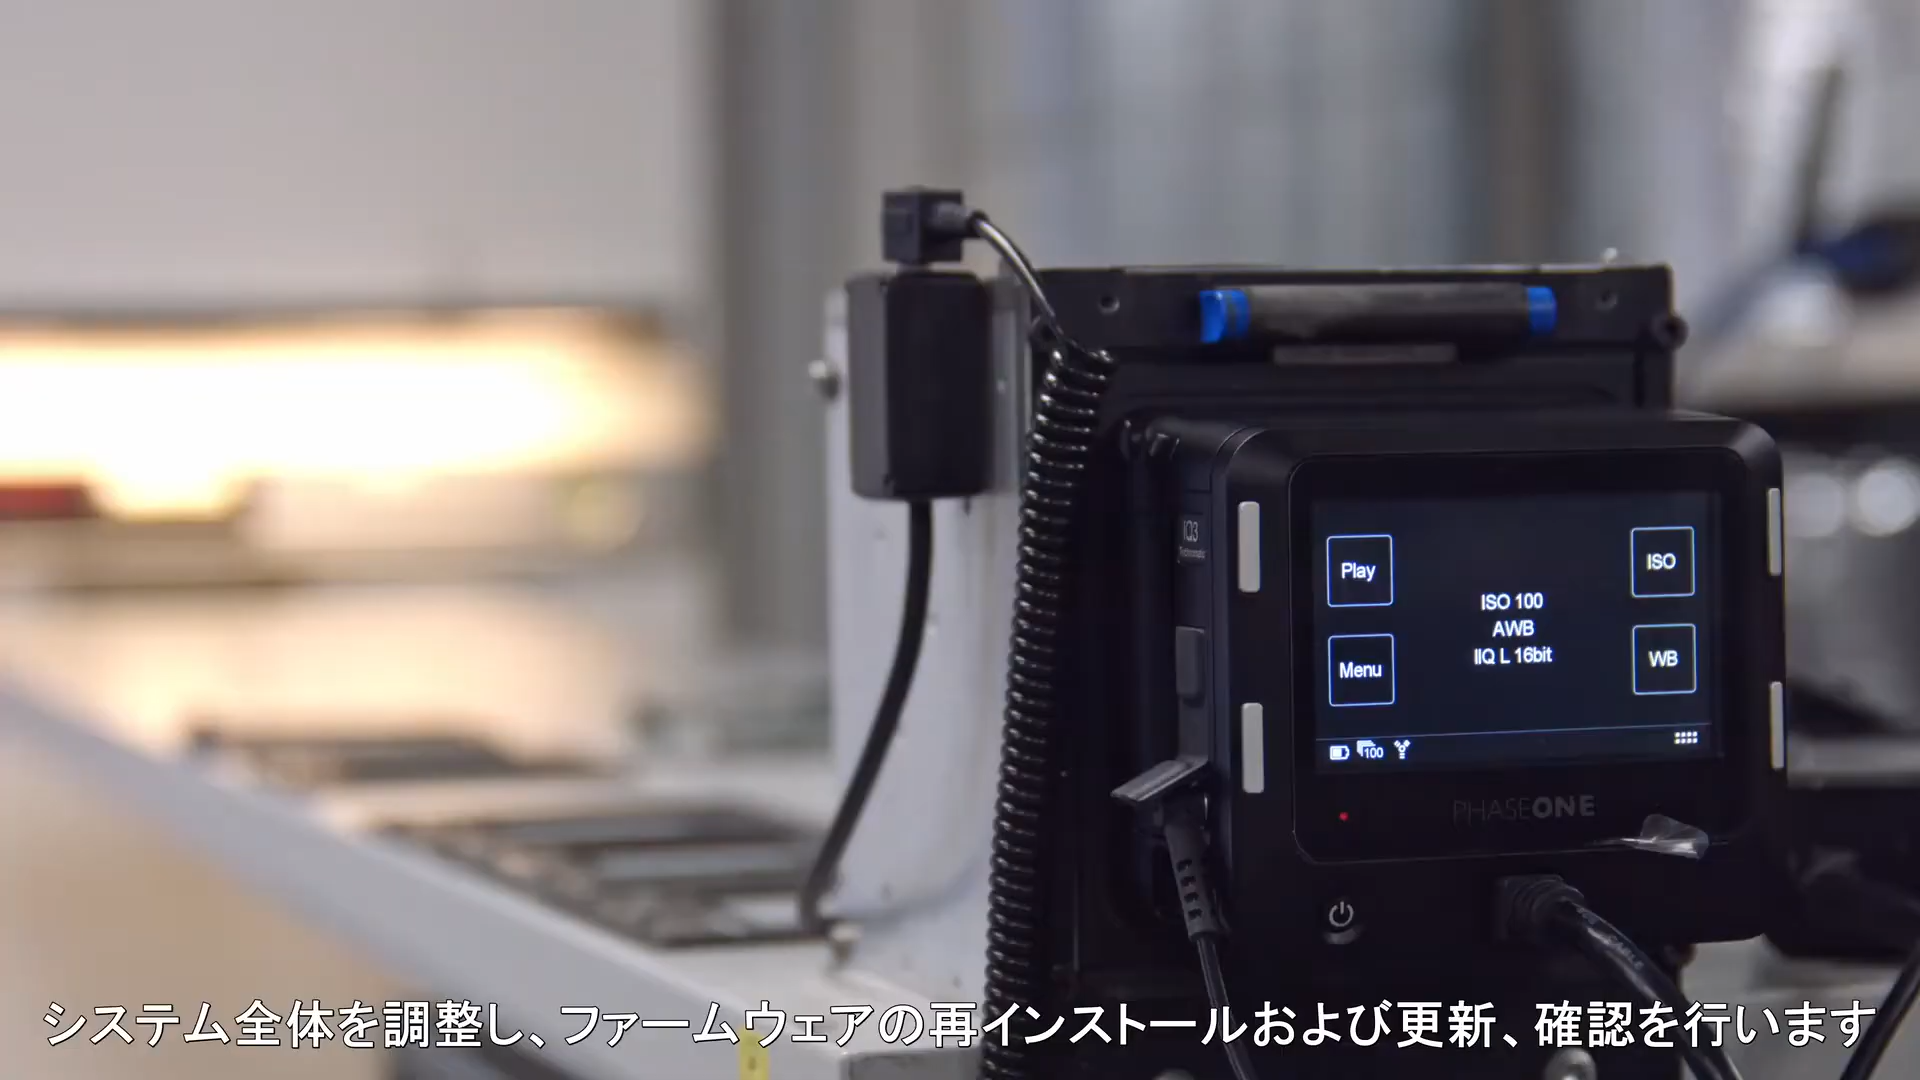 IQ3
Play
ISO
ISO 100
AWB
IIQ L 16bit
Menu
WB
100
PHASEONE
システム全体を調整し、ファームウェアの再インストールおよび更新、確認を行います